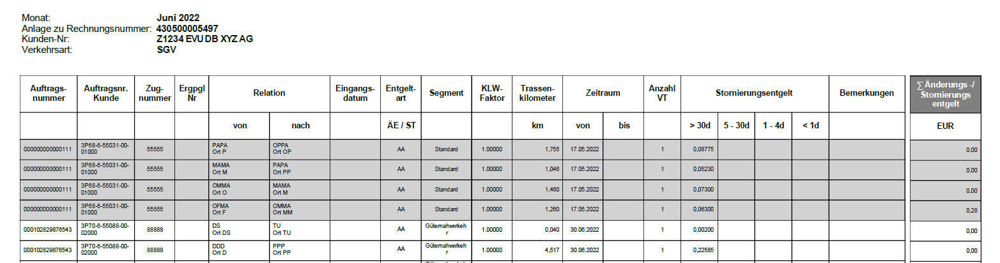 Monat: Juni 2022
Anlage zu Rechnungsnummer: 430500005497
Kunden-Nr: Z1234 EVU DB XYZ AG
Verkehrsart: SGV
Auftrags-nummer Auftragsnr. Kunde Zug-nummer Ergpgl Nr Relation Eingangs-datum Entgelt-art Segment KLW-Faktor Trassen-kilometer Zeitraum Anzahl VT Stornierungsentgelt Bemerkungen ∑ Änderungs -/ Stornierungs entgelt
von nach ÄE / ST km von bis > 30d 5 - 30d 1 - 4d < 1d EUR
000000000000111 3P68-6-55031-00-01000 55555 PAPA Ort P OPPA Ort OP AA Standard 1.00000 1,755 17.05.2022 1 0,08775 0,00
000000000000111 3P68-6-55031-00-01000 55555 MAMA Ort M PAPA Ort PP AA Standard 1.00000 1,046 17.05.2022 1 0,05230 0,00
000000000000111 3P68-6-55031-00-01000 55555 OMMA Ort O MAMA Ort M AA Standard 1.00000 1,460 17.05.2022 1 0,07300 0,00
000000000000111 3P68-6-55031-00-01000 55555 OFMA Ort F OMMA Ort MM AA Standard 1.00000 1,260 17.05.2022 1 0,06300 0,28
000102829876543 3P70-6-55088-00-02000 88888 DS Ort DS TU Ort TU AA Güternahverkehr 1.00000 0,040 30.06.2022 1 0,00200 0,00
000102829876543 3P70-6-55088-00-02000 88888 DDD Ort D PPP Ort PP AA Güternahverkehr 1.00000 4,517 30.06.2022 1 0,22585 0,00